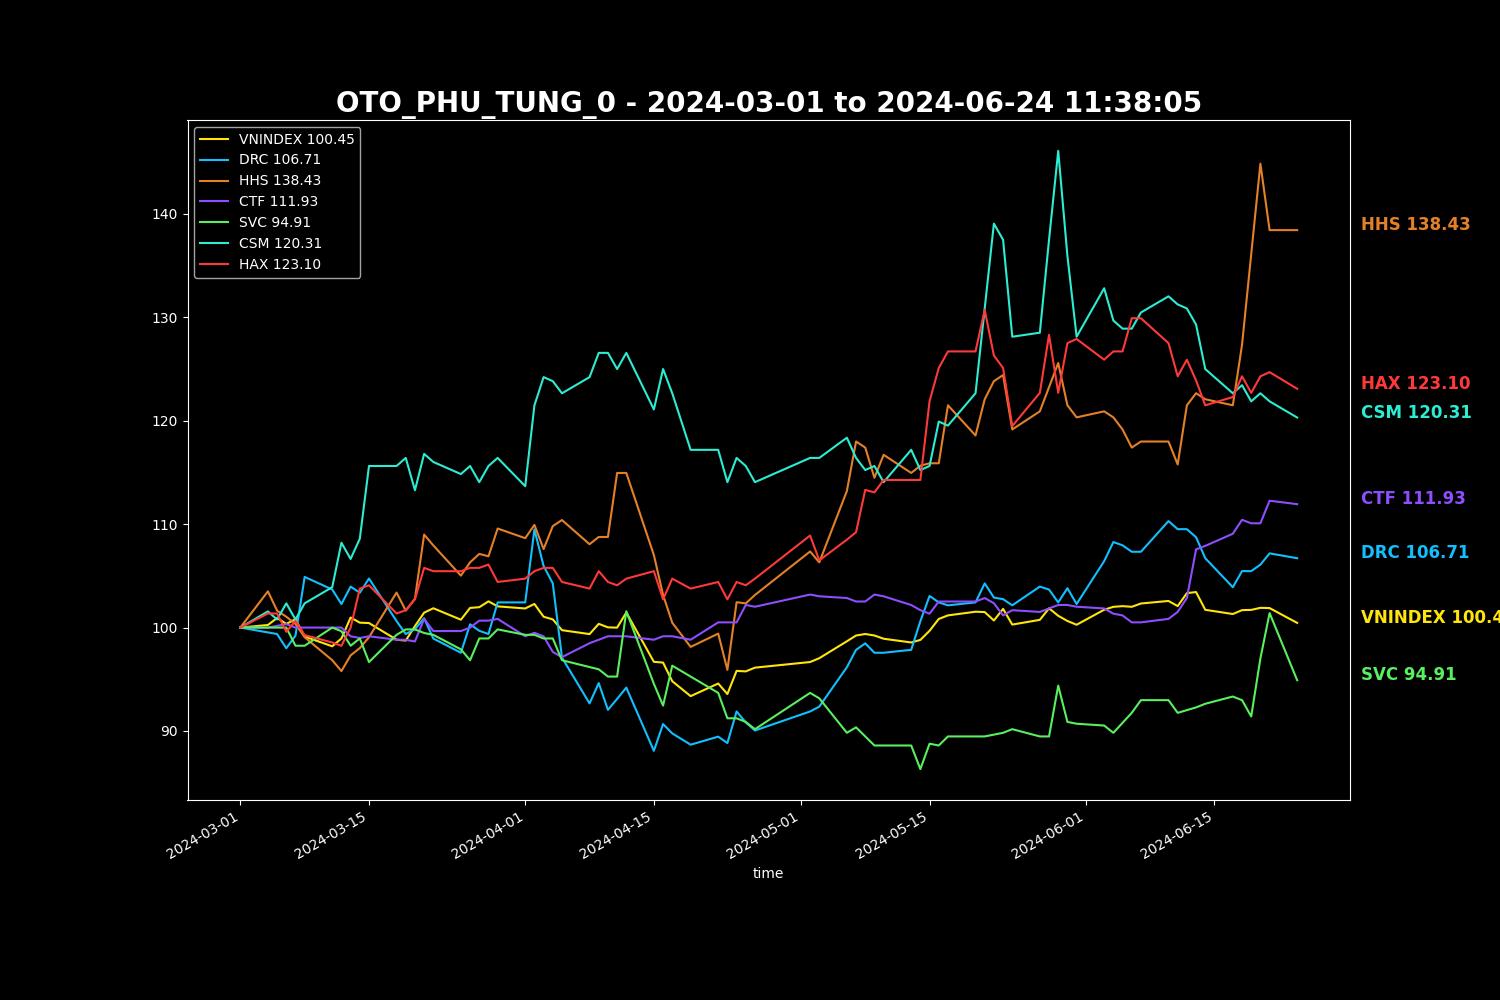 OTO_PHU_TUNG_0 - 2024-03-01 to 2024-06-24 11:38:05
VNINDEX 100.45
DRC 106.71
HHS 138.43
CTF 111.93
SVC 94.91
CSM 120.31
HAX 123.10
140
130
120
110
100
90
HHS 138.43
HAX 123.10
CSM 120.31
CTF 111.93
DRC 106.71
VNINDEX 100.4
SVC 94.91
2024-03-01
2024-03-15
2024-04-01
2024-04-15
2024-05-01
2024-05-15
2024-06-01
2024-06-15
time